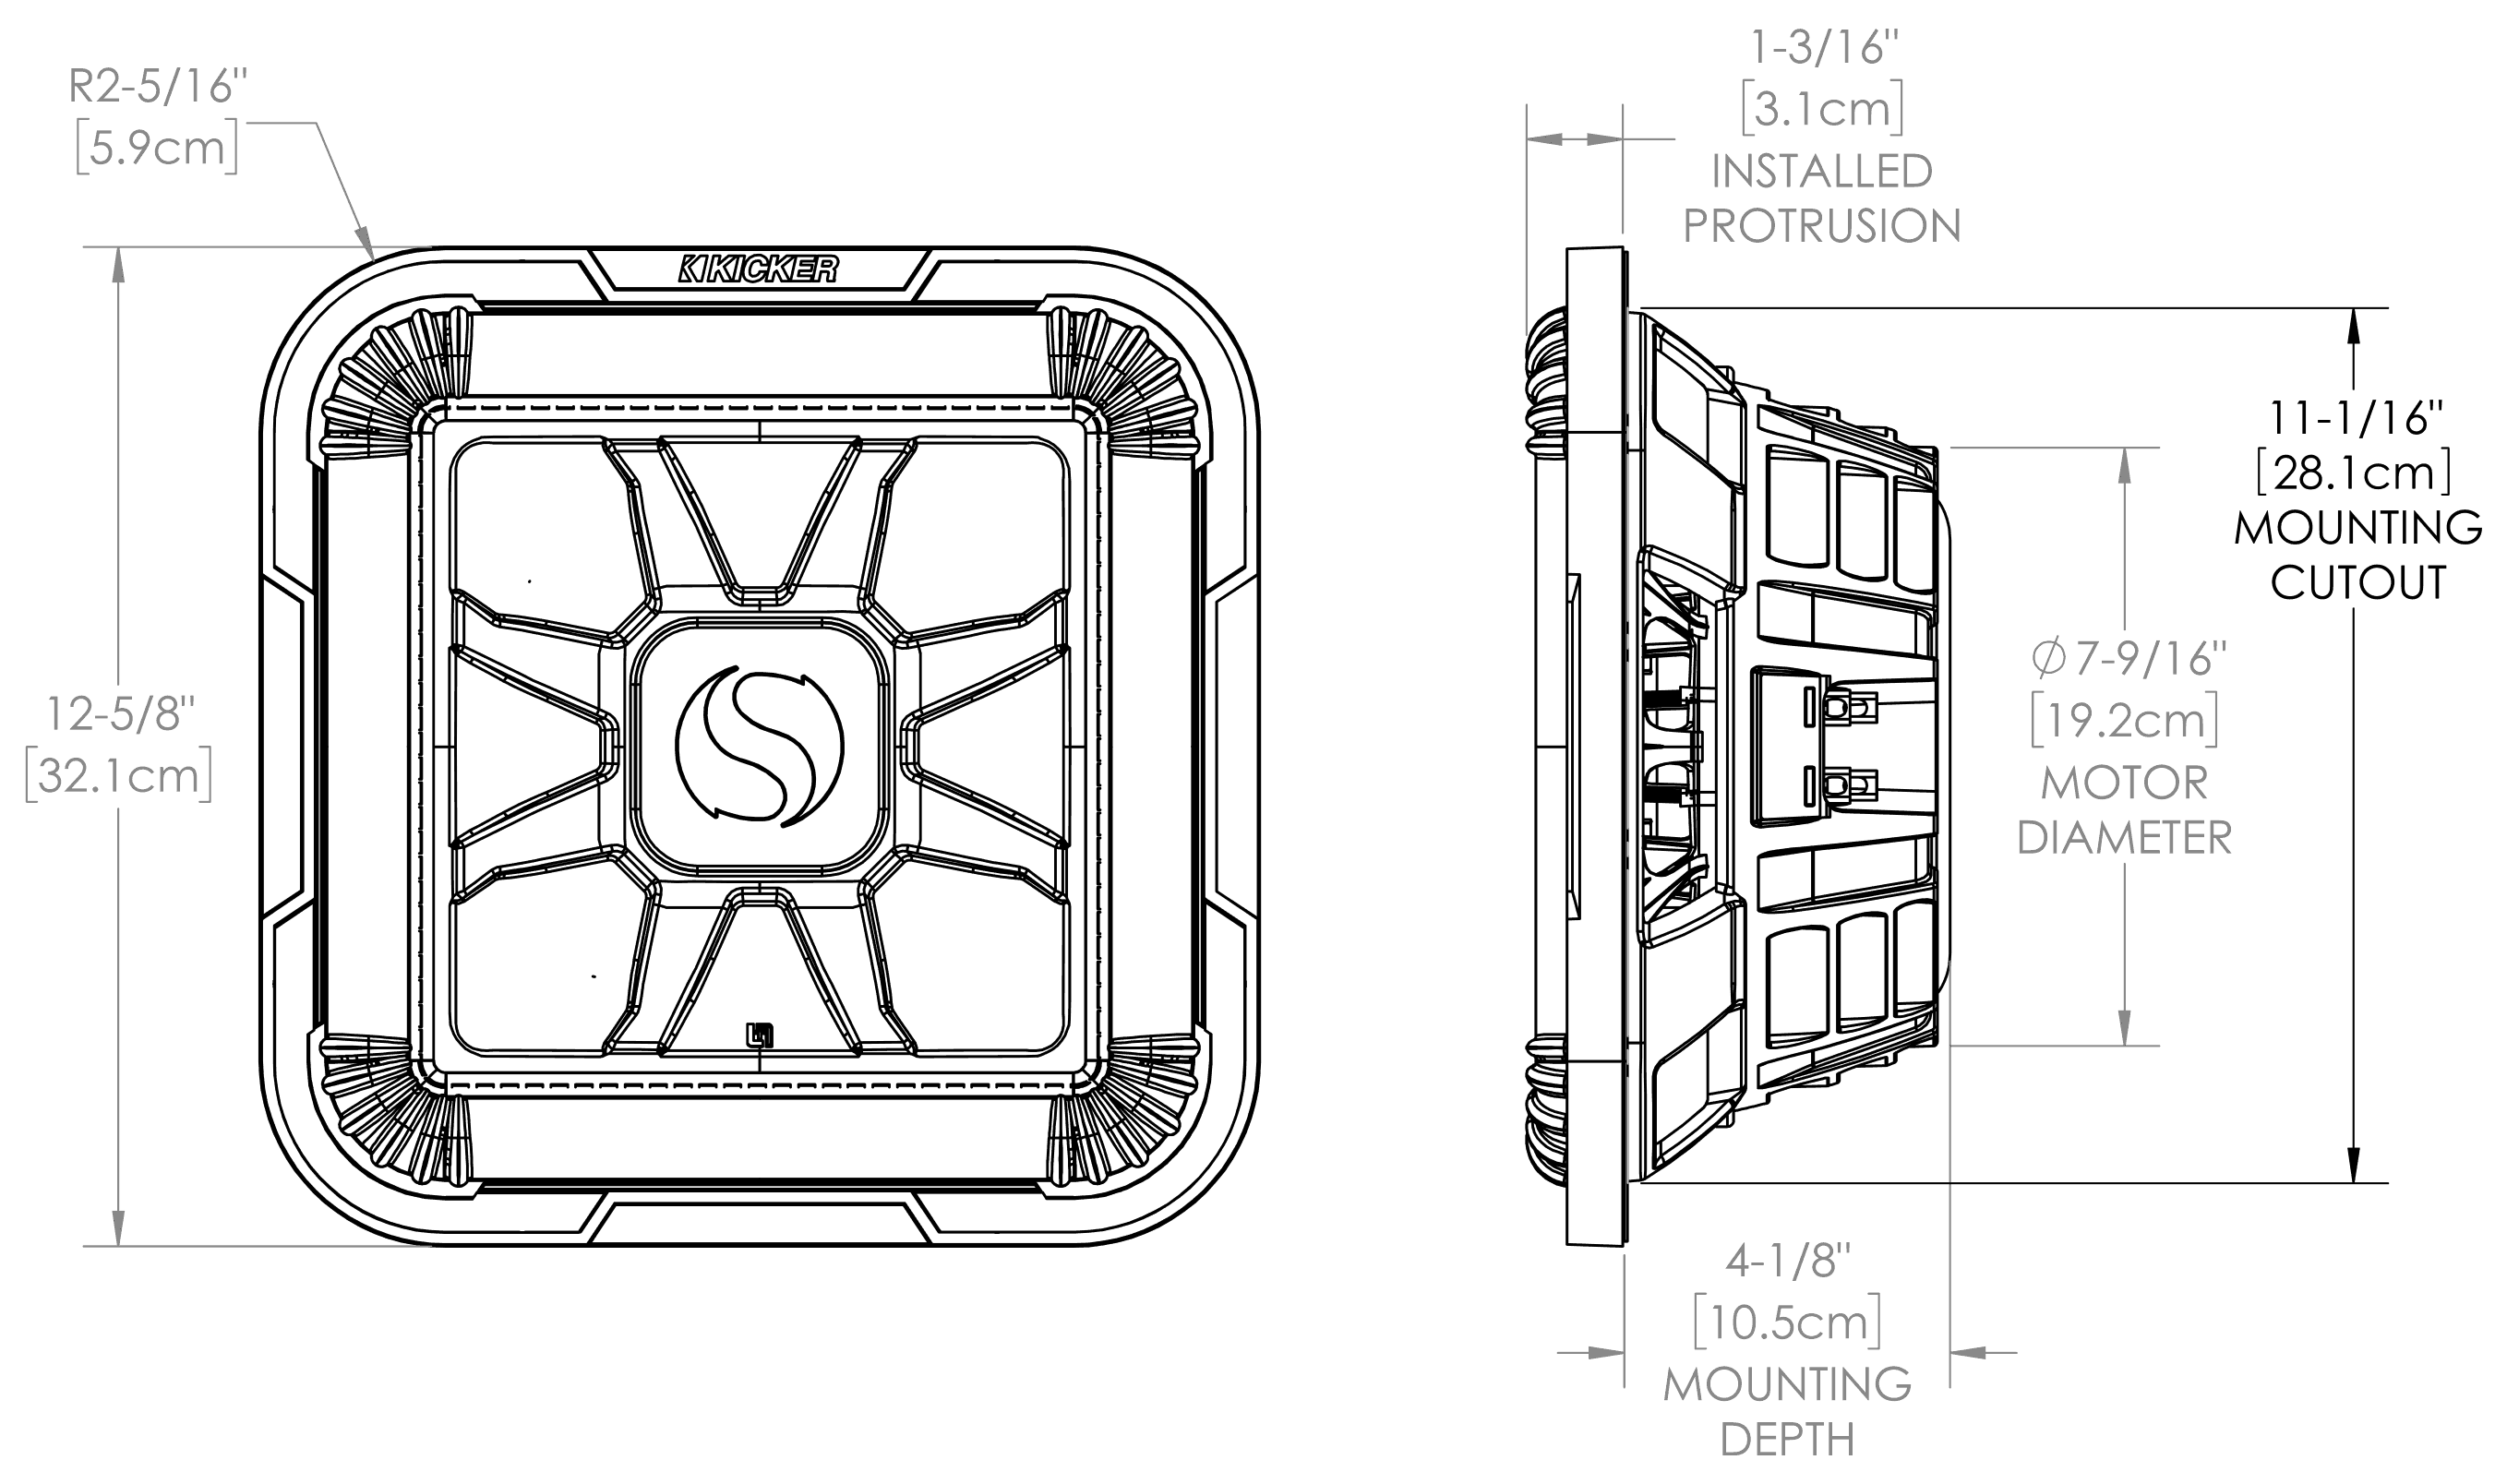 R2-5/16"
[5.9cm]
KICKER
12-5/8"
[32.1cm]
1-3/16"
[3.1cm]
INSTALLED
PROTRUSION
11-1/16"
[28.1cm]
MOUNTING
CUTOUT
Ø 7-9/16"
[19.2cm]
MOTOR
DIAMETER
4-1/8"
[10.5cm]
MOUNTING
DEPTH